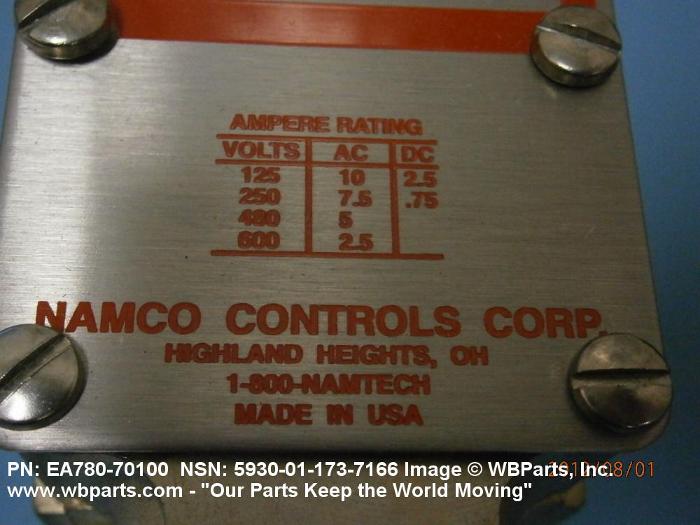 AMPERE RATING
VOLTS AC DC
125 10 2.5
250 7.5 .75
480 5
600 2.5
NAMCO CONTROLS CORP.
HIGHLAND HEIGHTS, OH
1-800-NAMTECH
MADE IN USA
PN: EA780-70100 NSN: 5930-01-173-7166 Image © WBParts, Inc.
www.wbparts.com - "Our Parts Keep the World Moving"